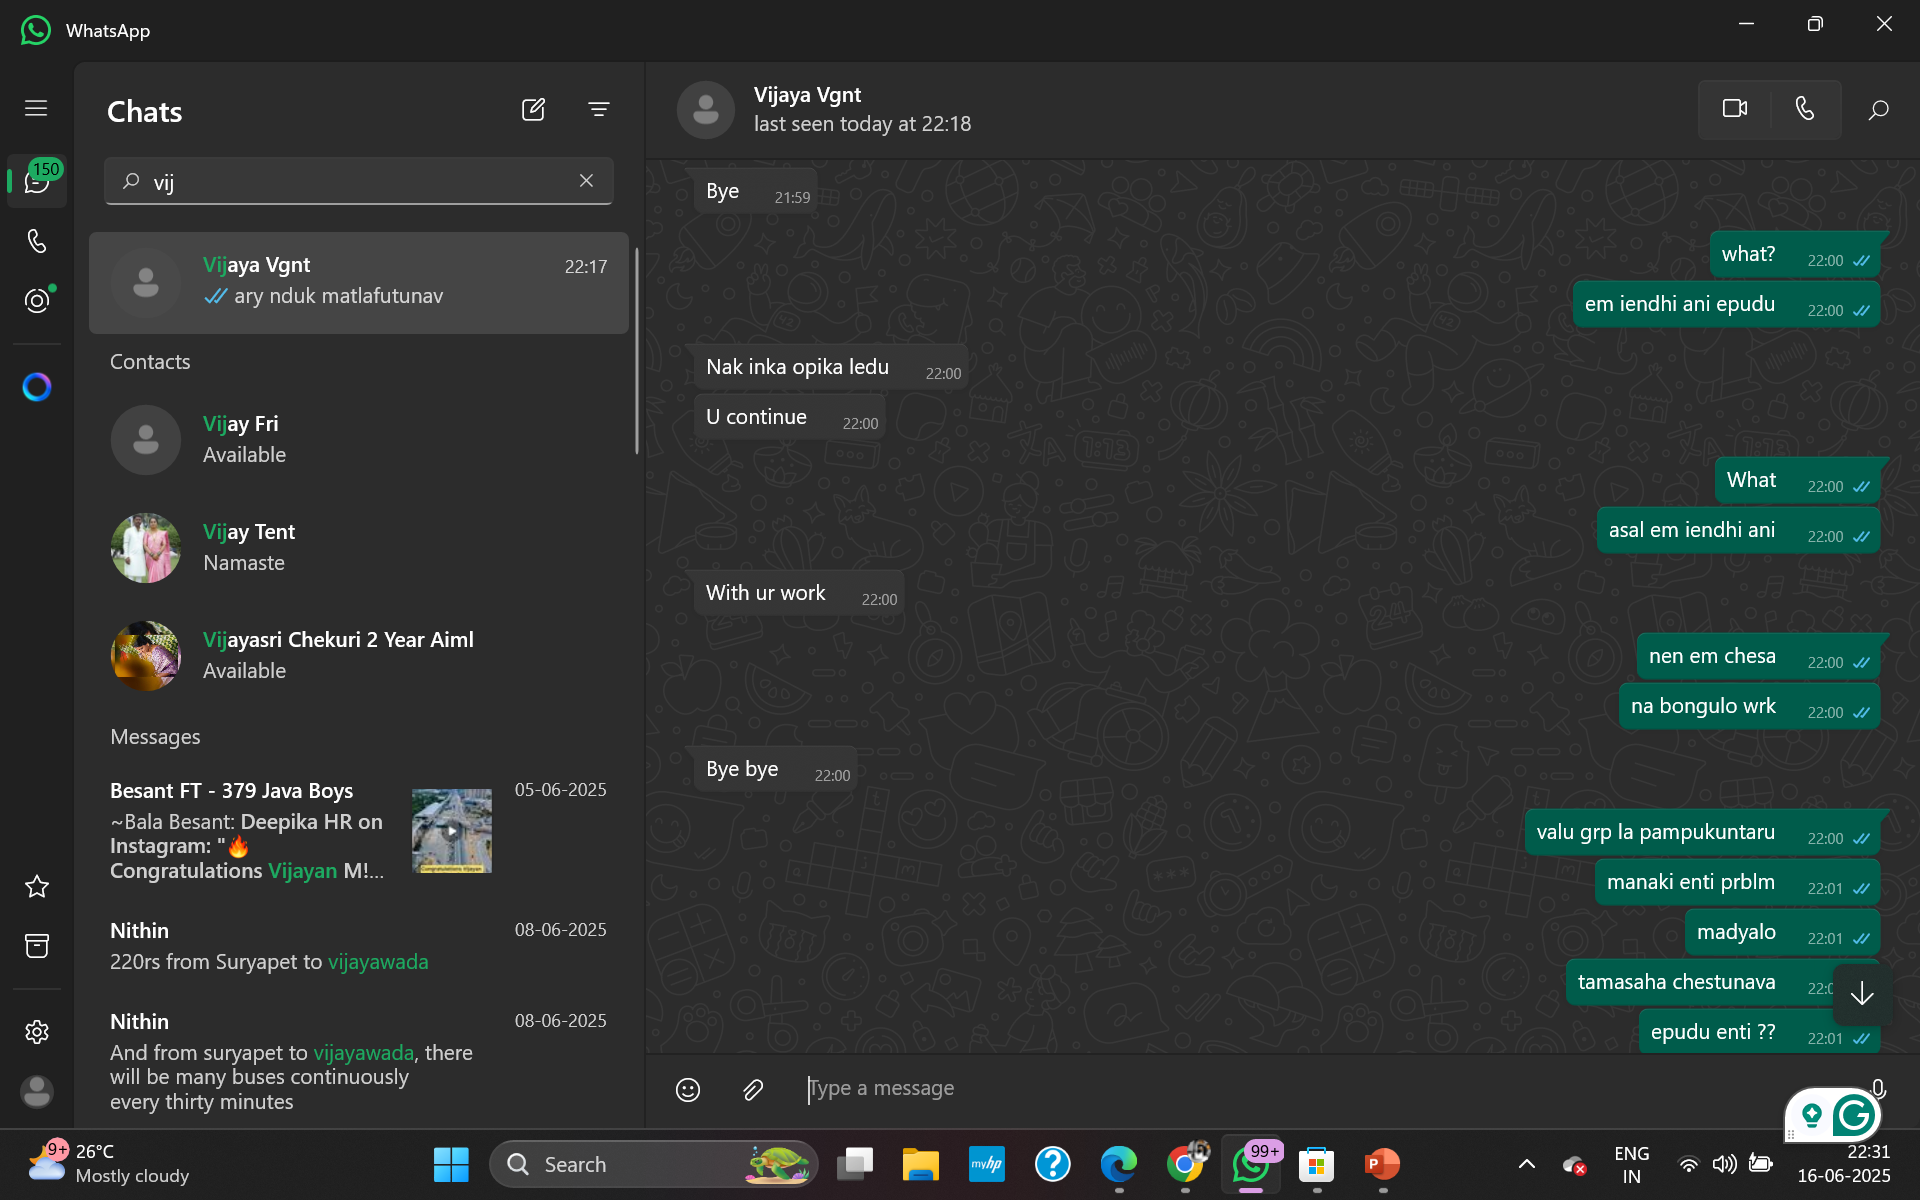 WhatsApp
Chats
150
vij
Vijaya Vgnt
22:17
ary nduk matlafutunav
Contacts
Vijay Fri
Available
Vijay Tent
Namaste
Vijayasri Chekuri 2 Year Aiml
Available
Messages
Besant FT - 379 Java Boys
05-06-2025
~Bala Besant: Deepika HR on
Instagram: "🔥
Congratulations Vijayan M!...
Congratulations Vijayan
Nithin
08-06-2025
220rs from Suryapet to vijayawada
Nithin
08-06-2025
And from suryapet to vijayawada, there
will be many buses continuously
every thirty minutes
Vijaya Vgnt
last seen today at 22:18
Bye 21:59
what? 22:00
em iendhi ani epudu 22:00
Nak inka opika ledu 22:00
U continue 22:00
What 22:00
asal em iendhi ani 22:00
With ur work 22:00
nen em chesa 22:00
na bongulo wrk 22:00
Bye bye 22:00
valu grp la pampukuntaru 22:00
manaki enti prblm 22:01
madyalo 22:01
tamasaha chestunava
epudu enti ?? 22:01
Type a message
9+
26°C
Mostly cloudy
Search
myhp
99+
P
ENG
IN
22:31
16-06-2025